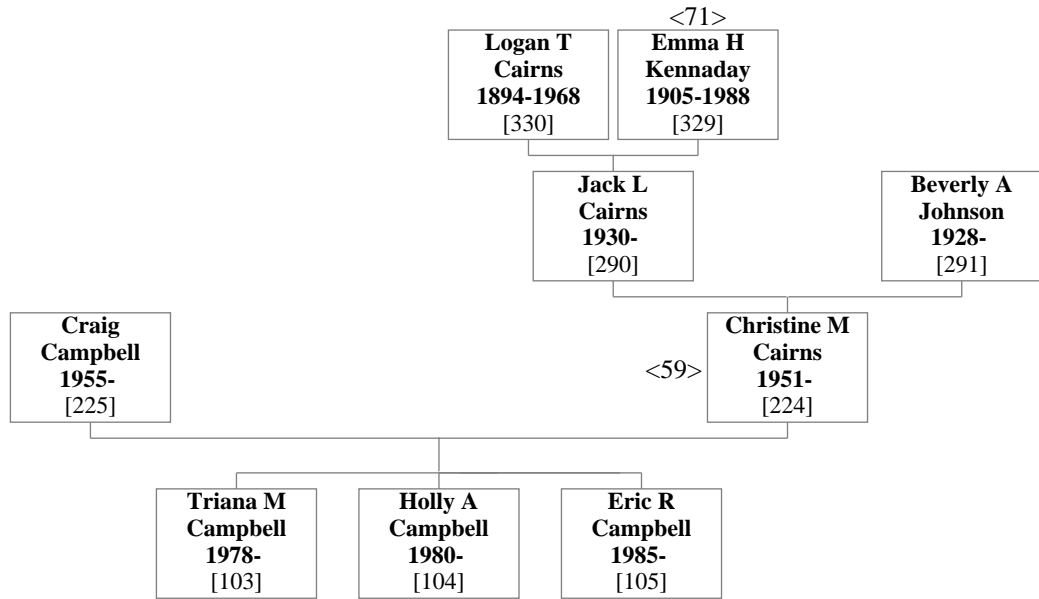 <71>
Logan T
Cairns
1894-1968
[330]
Emma H
Kennaday
1905-1988
[329]
Jack L
Cairns
1930-
[290]
Beverly A
Johnson
1928-
[291]
Craig
Campbell
1955-
[225]
<59>
Christine M
Cairns
1951-
[224]
Triana M
Campbell
1978-
[103]
Holly A
Campbell
1980-
[104]
Eric R
Campbell
1985-
[105]